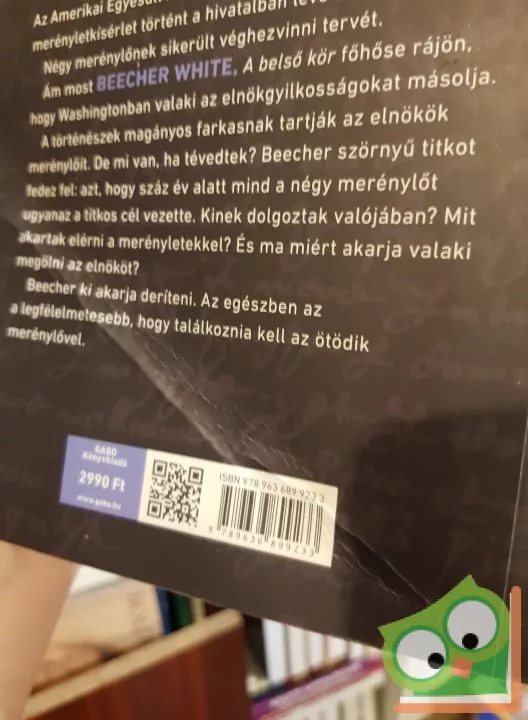 Az Amerikai
merényletkísérlet történt a hivatalban
Négy merénylőnek sikerült véghezvinni tervét.
Ám most BEECHER WHITE, A belső kör főhőse rájön,
hogy Washingtonban valaki az elnökgyilkosságokat másolja.
A történészek magányos farkasnak tartják az elnökök
merénylőit. De mi van, ha tévedtek? Beecher szörnyű titkot
fedez fel: azt, hogy száz év alatt mind a négy merénylőt
ugyanaz a titkos cél vezette. Kinek dolgoztak valójában? Mit
akartak elérni a merényletekkel? És ma miért akarja valaki
megölni az elnököt?
Beecher ki akarja deríteni. Az egészben az
a legfélelmetesebb, hogy találkoznia kell az ötödik
merénylővel.
GABO
Könyvkiadó
2990 Ft
www.gabo.hu
ISBN 978 963 689 923 3
9 789636 899233